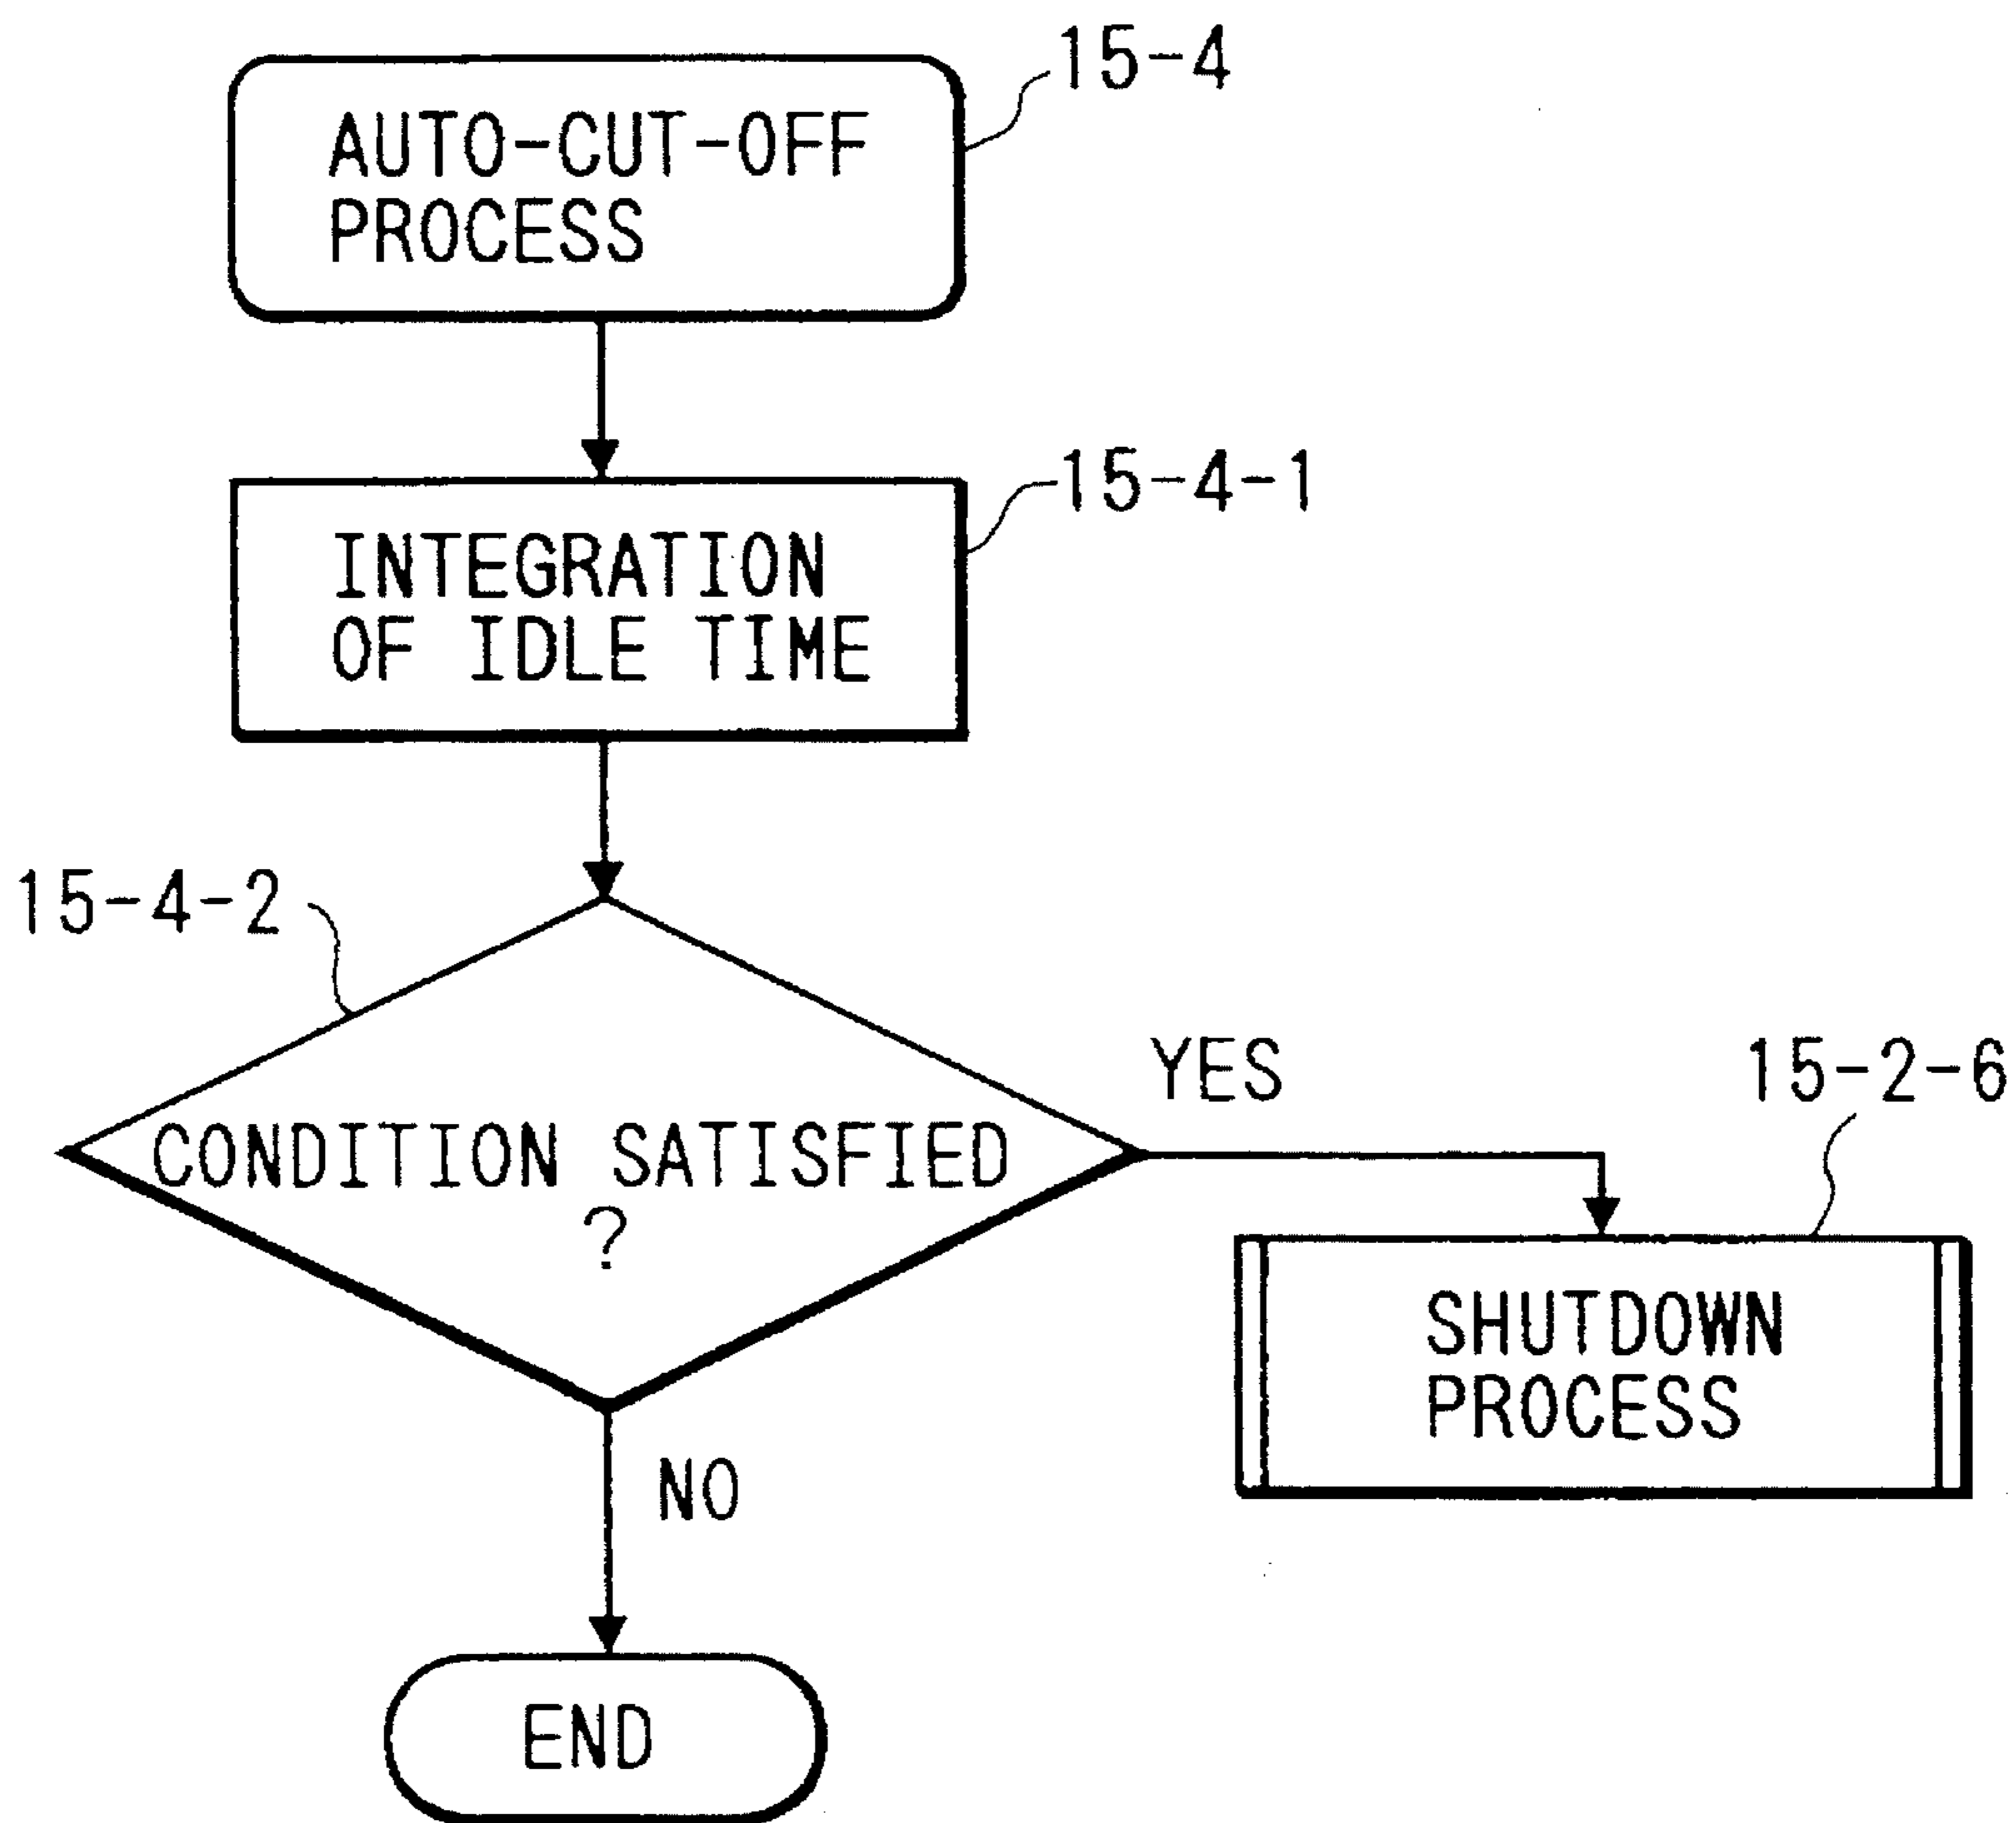 15-4
AUTO-CUT-OFF
PROCESS
15-4-1
INTEGRATION
OF IDLE TIME
15-4-2
CONDITION SATISFIED
?
YES
15-2-6
SHUTDOWN
PROCESS
NO
END